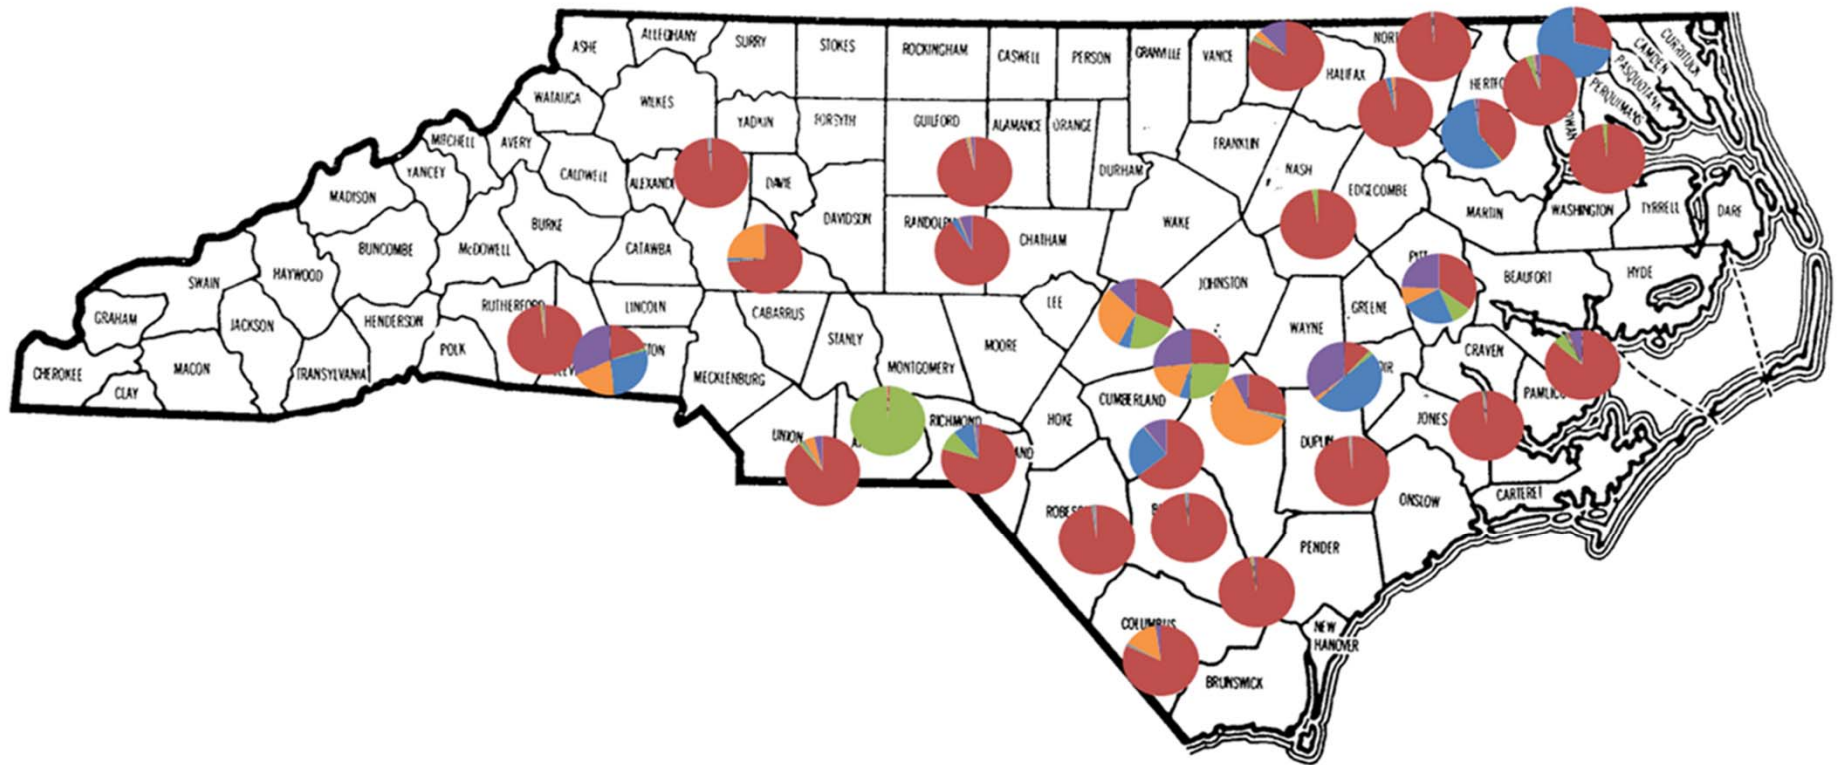 ASHE
ALLEGHANY
SURRY
STOKES
ROCKINGHAM
CASWELL
PERSON
GRANVILLE
VANCE
HALIFAX
CURRITUCK
CAMDEN
PASQUOTANK
PERQUIMANS
WATAUGA
WILKES
YADKIN
FORSYTH
GUILFORD
ALAMANCE
ORANGE
DURHAM
FRANKLIN
NASH
EDGECOMBE
MITCHELL
AVERY
YANCEY
CALDWELL
DAVIE
MADISON
BURKE
BUNCOMBE
McDOWELL
CATAWBA
DAVIDSON
CHATHAM
WAKE
MARTIN
WASHINGTON
TYRRELL
DARE
SWAIN
HAYWOOD
JOHNSTON
BEAUFORT
HYDE
GRAHAM
JACKSON
HENDERSON
RUTHERFORD
LINCOLN
CABARRUS
STANLY
LEE
MOORE
WAYNE
GREENE
CHEROKEE
CLAY
MACON
TRANSYLVANIA
POLK
MECKLENBURG
MONTGOMERY
CRAVEN
UNION
RICHMOND
HOKE
CUMBERLAND
JONES
ONSLOW
CARTERET
PENDER
COLUMBUS
NEW
HANOVER
BRUNSWICK